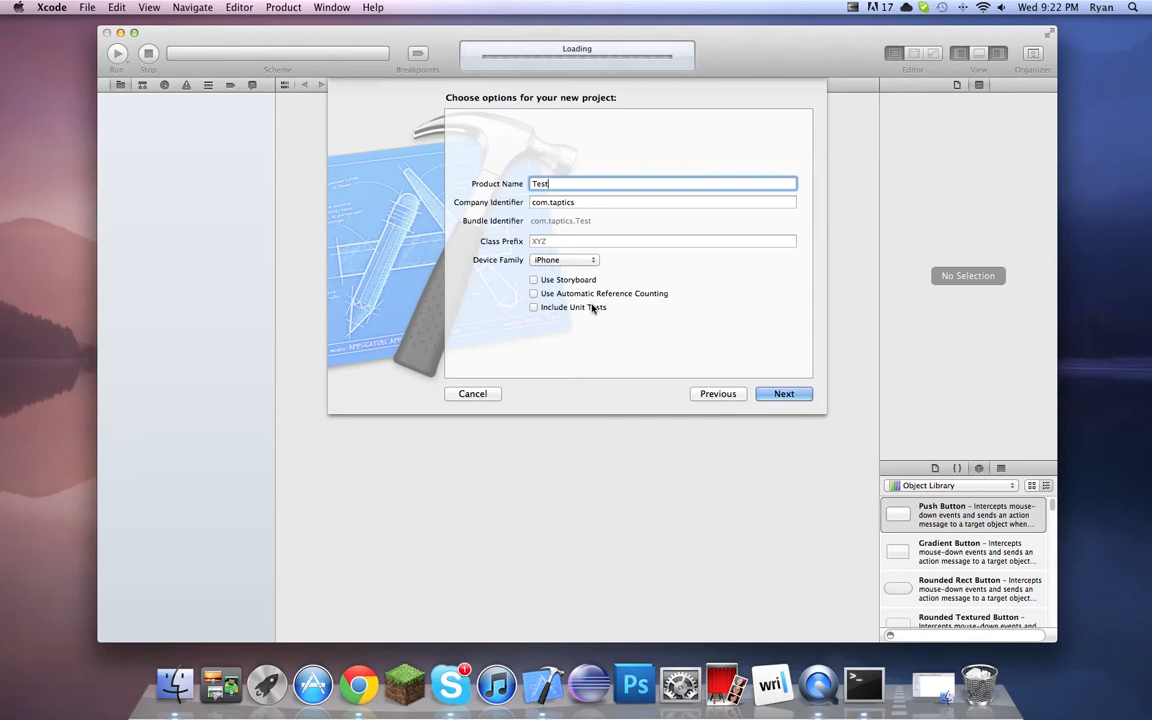 Xcode File Edit View Navigate Editor Product Window Help 17 Wed 9:22 PM Ryan
Loading
Run Stop Scheme Breakpoints Editor View Organizer
Choose options for your new project:
Product Name Test
Company Identifier com.taptics
Bundle Identifier com.taptics.Test
Class Prefix XYZ
Device Family iPhone
Use Storyboard
Use Automatic Reference Counting
Include Unit Tests
Cancel Previous Next
No Selection
Object Library
Push Button – Intercepts mouse-
down events and sends an action
message to a target object when...
Gradient Button – Intercepts
mouse-down events and sends an
action message to a target object...
Rounded Rect Button – Intercepts
mouse-down events and sends an
action message to a target object...
Rounded Textured Button –
Intercepts mouse-down events and
1
Ps
wri